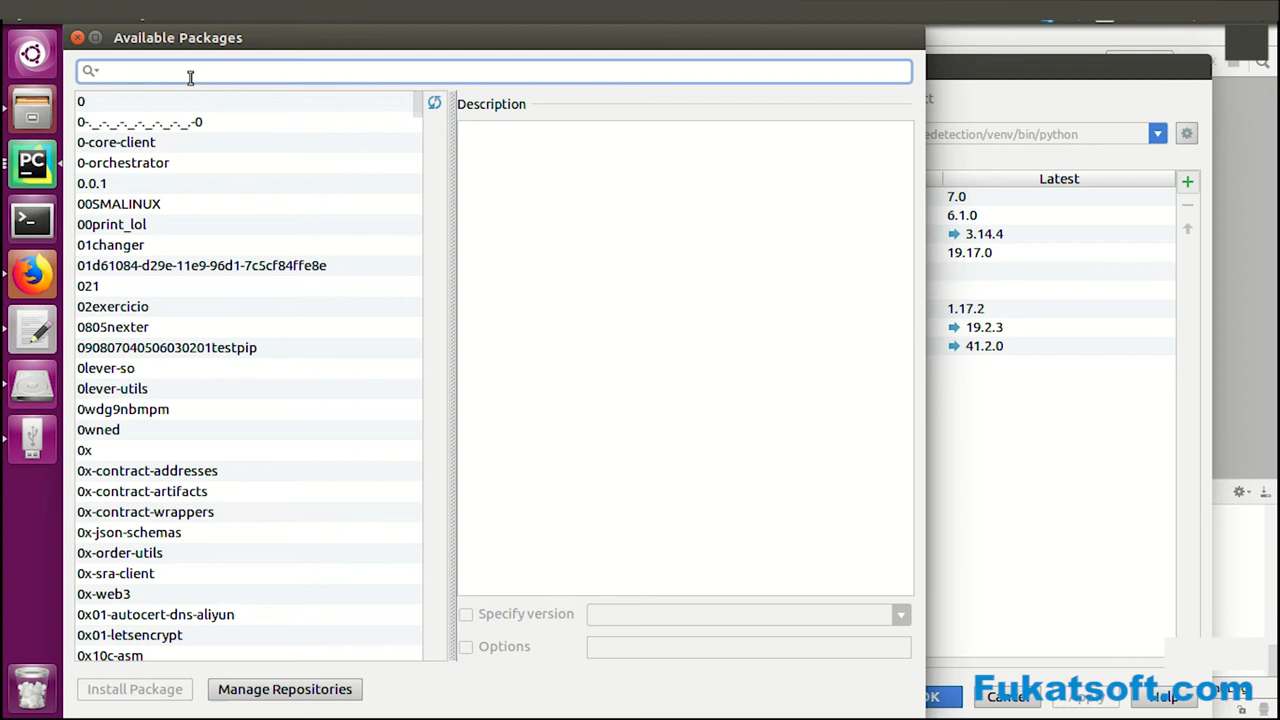 Available Packages
0
0-._.-._.-._.-._.-._.-._.-0
0-core-client
0-orchestrator
0.0.1
00SMALINUX
00print_lol
01changer
01d61084-d29e-11e9-96d1-7c5cf84ffe8e
021
02exercicio
0805nexter
090807040506030201testpip
0lever-so
0lever-utils
0wdg9nbmpm
0wned
0x
0x-contract-addresses
0x-contract-artifacts
0x-contract-wrappers
0x-json-schemas
0x-order-utils
0x-sra-client
0x-web3
0x01-autocert-dns-aliyun
0x01-letsencrypt
0x10c-asm
Install Package
Manage Repositories
Description
Specify version
Options
edetection/venv/bin/python
Latest
7.0
6.1.0
3.14.4
19.17.0
1.17.2
19.2.3
41.2.0
PC
OK
Cancel
Apply
Help
Fukatsoft.com